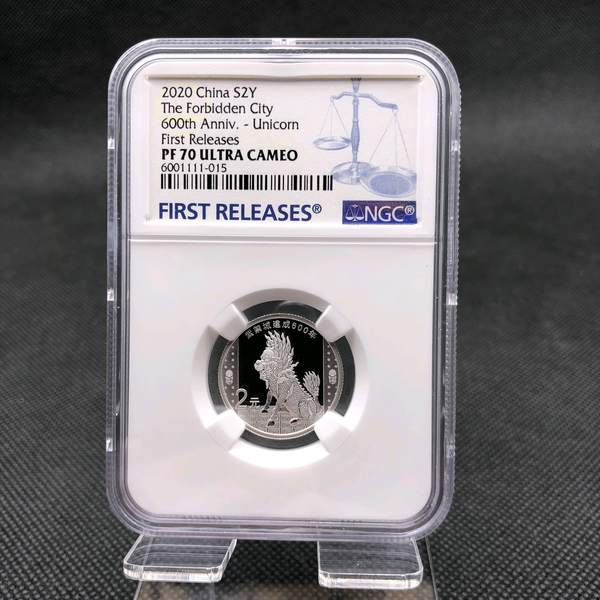 2020 China S2Y
The Forbidden City
600th Anniv. - Unicorn
First Releases
PF 70 ULTRA CAMEO
6001111-015
FIRST RELEASES®
NGC®
紫禁城建成600年
2元